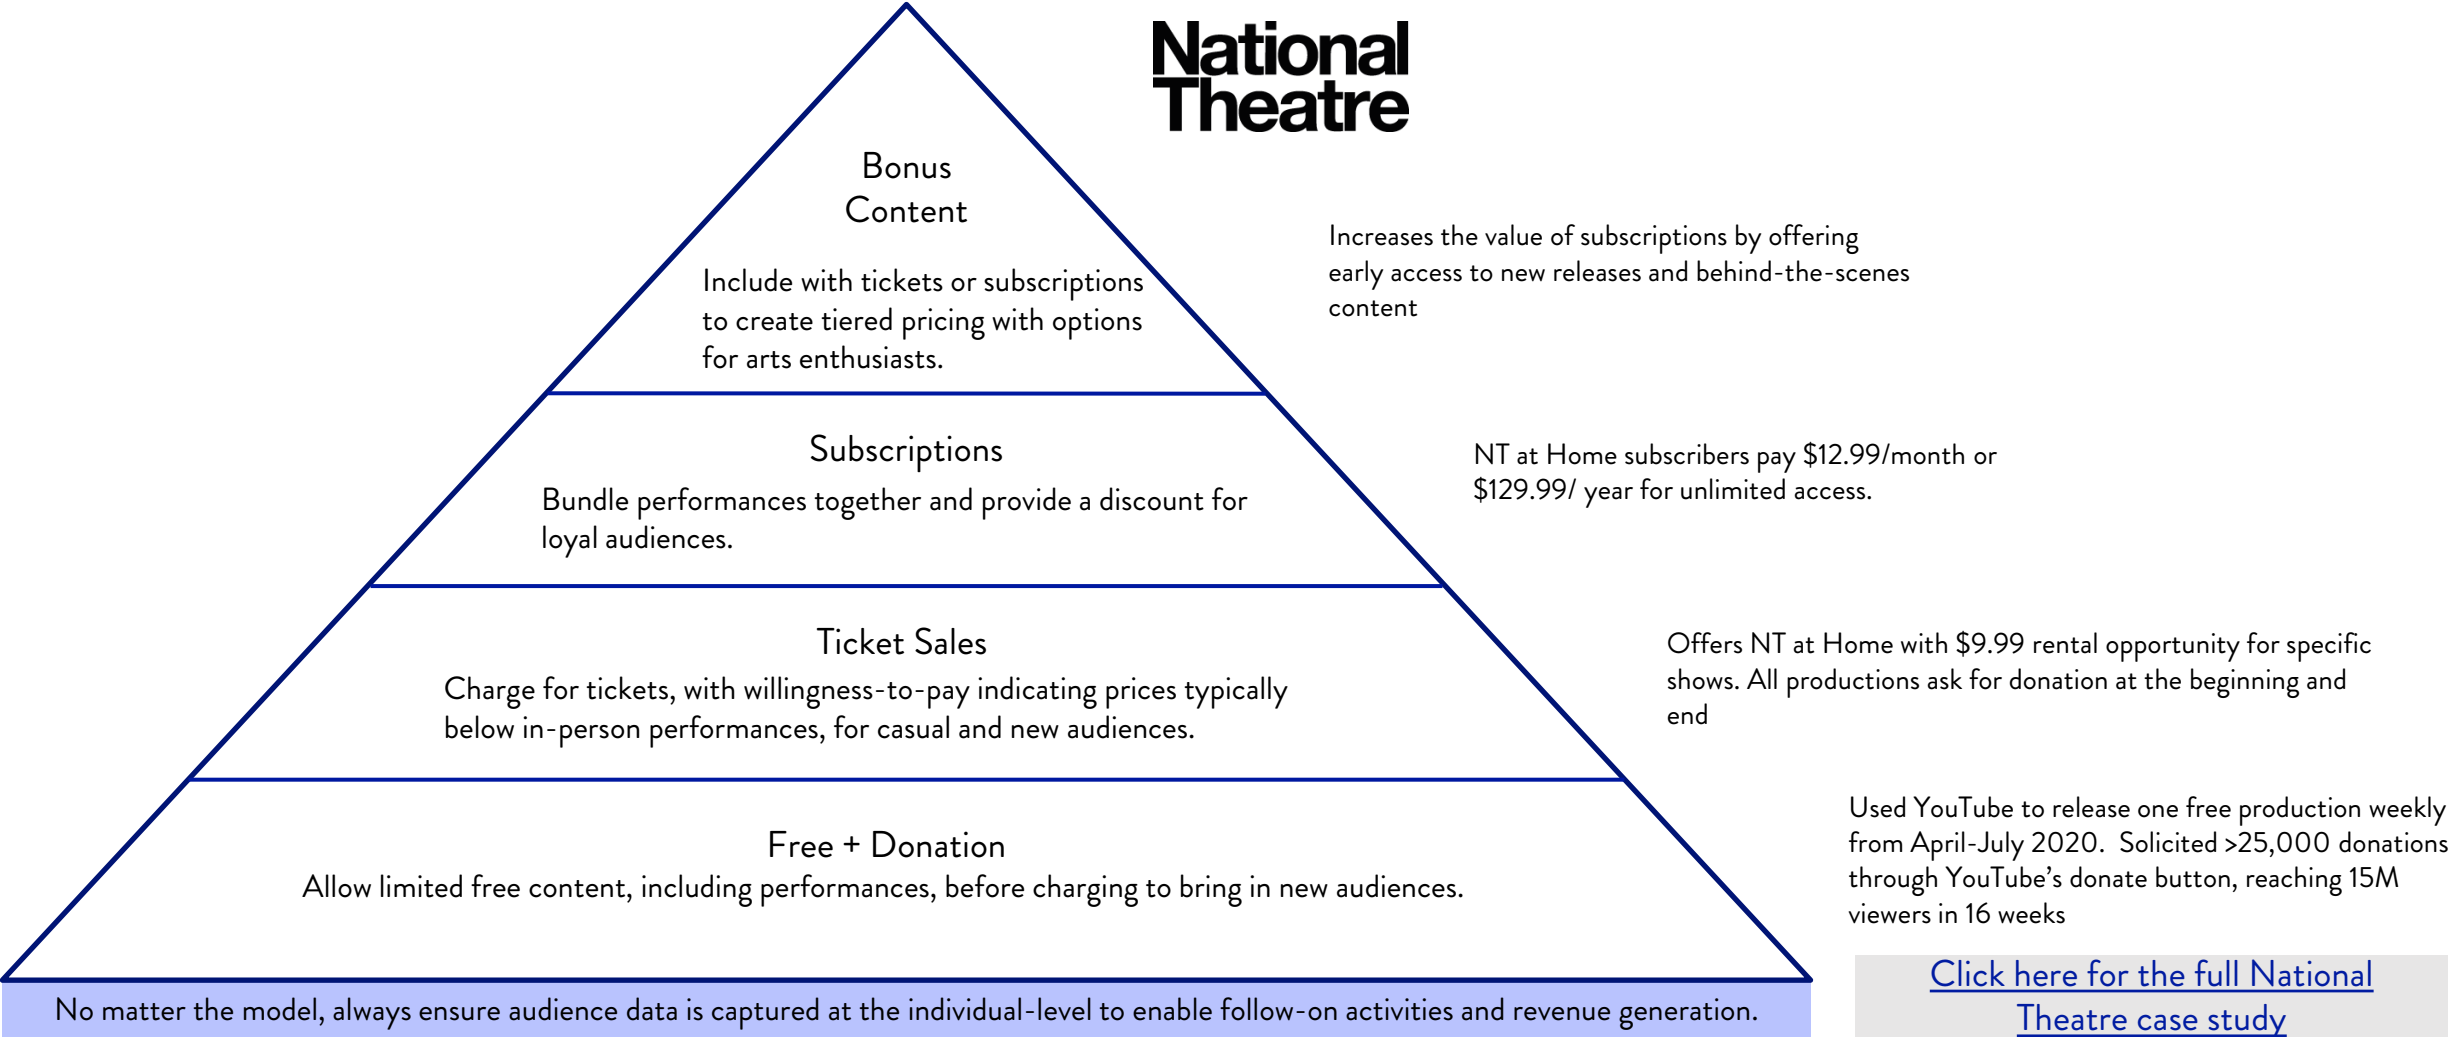 National
Theatre
Bonus
Content
Include with tickets or subscriptions
to create tiered pricing with options
for arts enthusiasts.
Increases the value of subscriptions by offering
early access to new releases and behind-the-scenes
content
Subscriptions
Bundle performances together and provide a discount for
loyal audiences.
NT at Home subscribers pay $12.99/month or
$129.99/ year for unlimited access.
Ticket Sales
Charge for tickets, with willingness-to-pay indicating prices typically
below in-person performances, for casual and new audiences.
Offers NT at Home with $9.99 rental opportunity for specific
shows. All productions ask for donation at the beginning and
end
Free + Donation
Allow limited free content, including performances, before charging to bring in new audiences.
Used YouTube to release one free production weekly
from April-July 2020.  Solicited >25,000 donations
through YouTube’s donate button, reaching 15M
viewers in 16 weeks
No matter the model, always ensure audience data is captured at the individual-level to enable follow-on activities and revenue generation.
Click here for the full National
Theatre case study